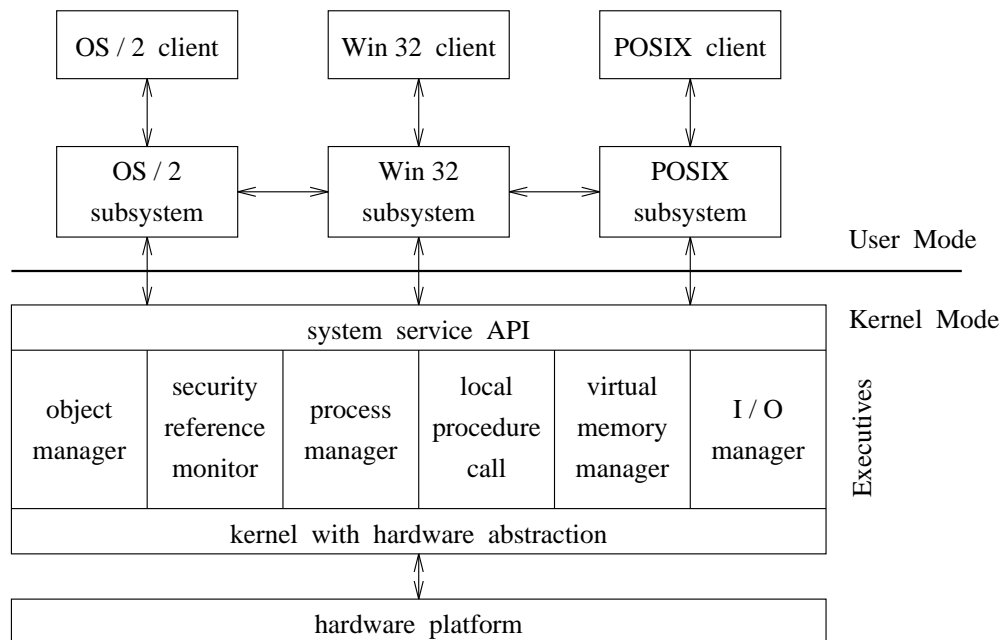 OS / 2 client
Win 32 client
POSIX client
OS / 2
subsystem
Win 32
subsystem
POSIX
subsystem
User Mode
Kernel Mode
system service API
object
manager
security
reference
monitor
process
manager
local
procedure
call
virtual
memory
manager
I / O
manager
Executives
kernel with hardware abstraction
hardware platform